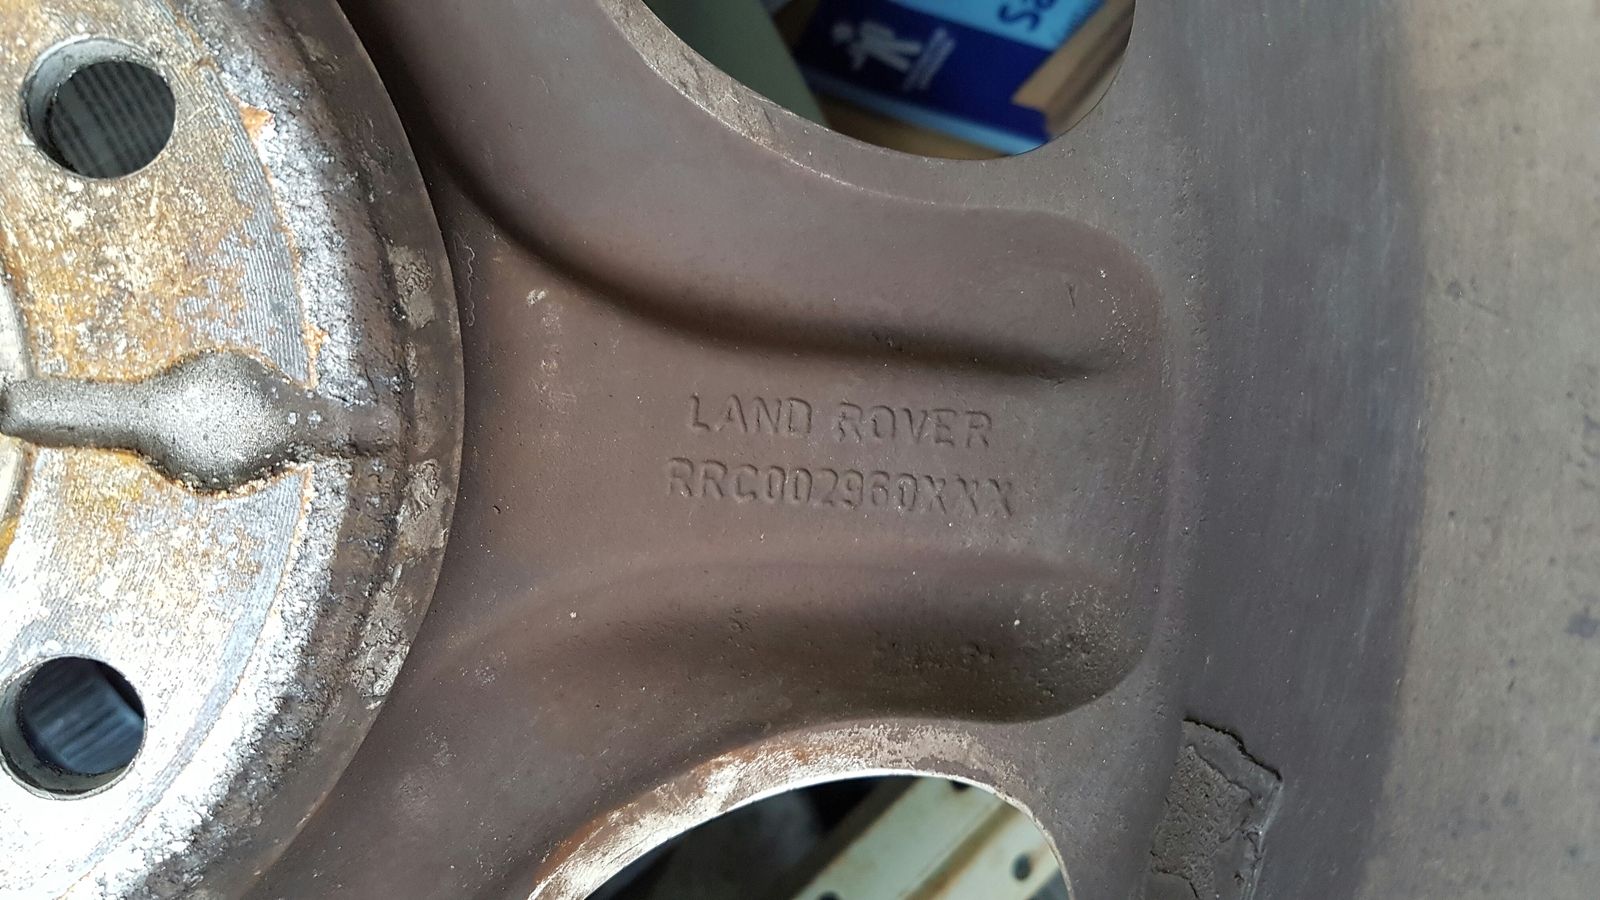 LAND ROVER
RRC002960XXX